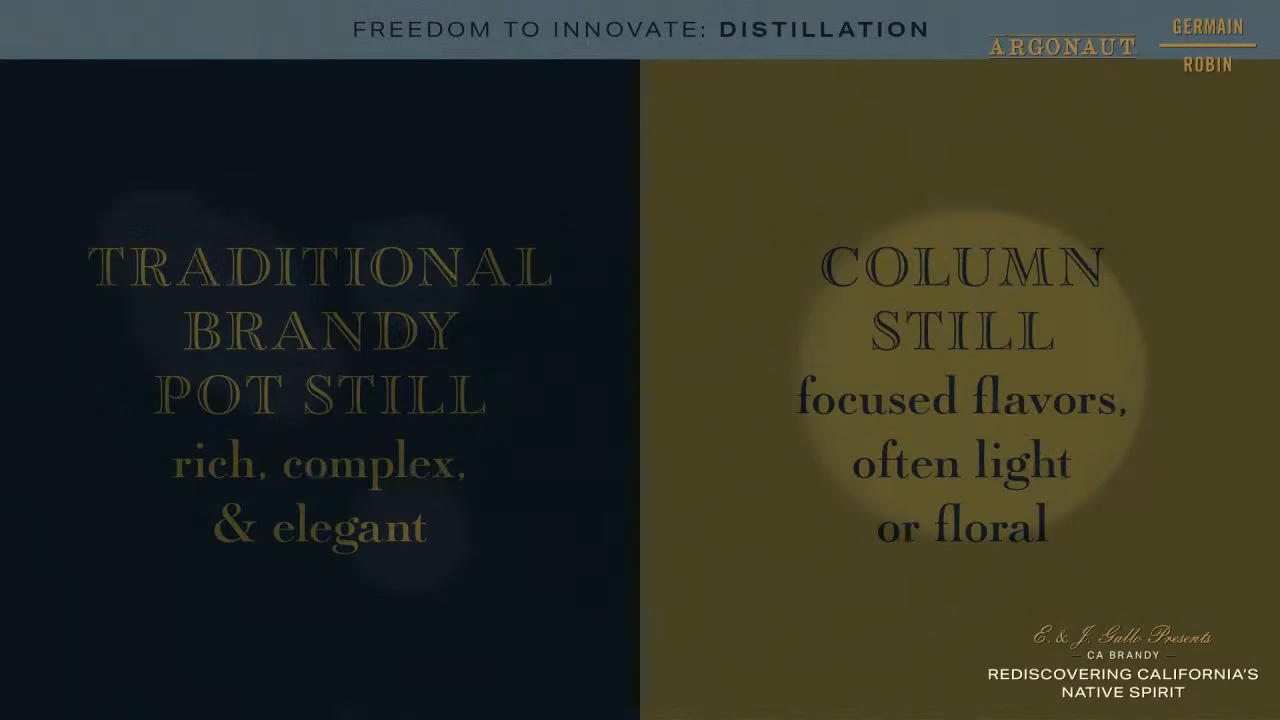 FREEDOM TO INNOVATE: DISTILLATION
ARGONAUT
GERMAIN
ROBIN
TRADITIONAL
BRANDY
POT STILL
rich, complex,
& elegant
COLUMN
STILL
focused flavors,
often light
or floral
E. & J. Gallo Presents
— CA BRANDY —
REDISCOVERING CALIFORNIA'S
NATIVE SPIRIT